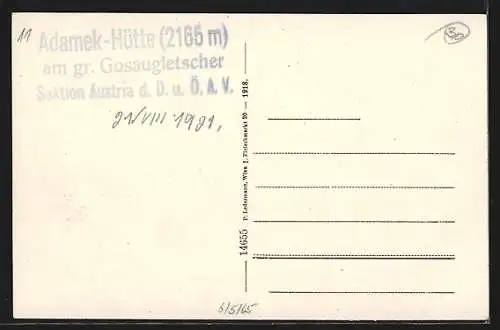 11
Adamek-Hütte (2165 m)
am gr. Gosaugletscher
Sektion Austria d. D. u. Ö. A. V.
21/VIII 1921,
14655 P. Ledermann, Wien I, Fleischmarkt 20 — 1918.
6/5/65